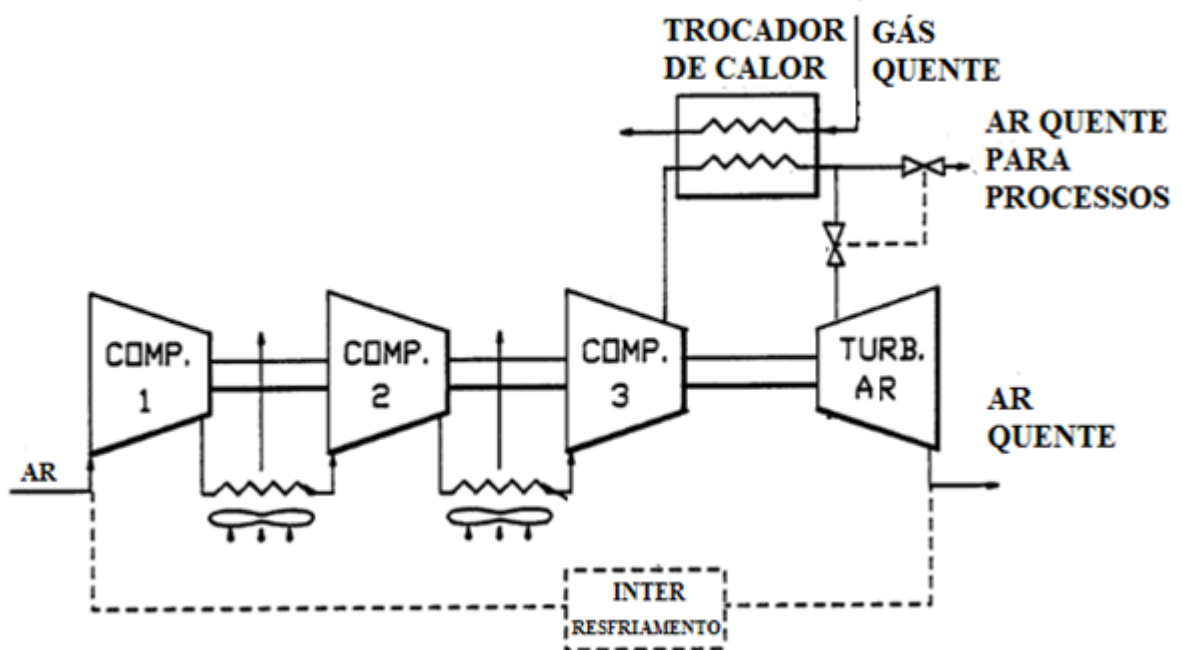 TROCADOR
DE CALOR
GÁS
QUENTE
AR QUENTE
PARA
PROCESSOS
COMP.
1
COMP.
2
COMP.
3
TURB.
AR
AR
QUENTE
AR
INTER
RESFRIAMENTO